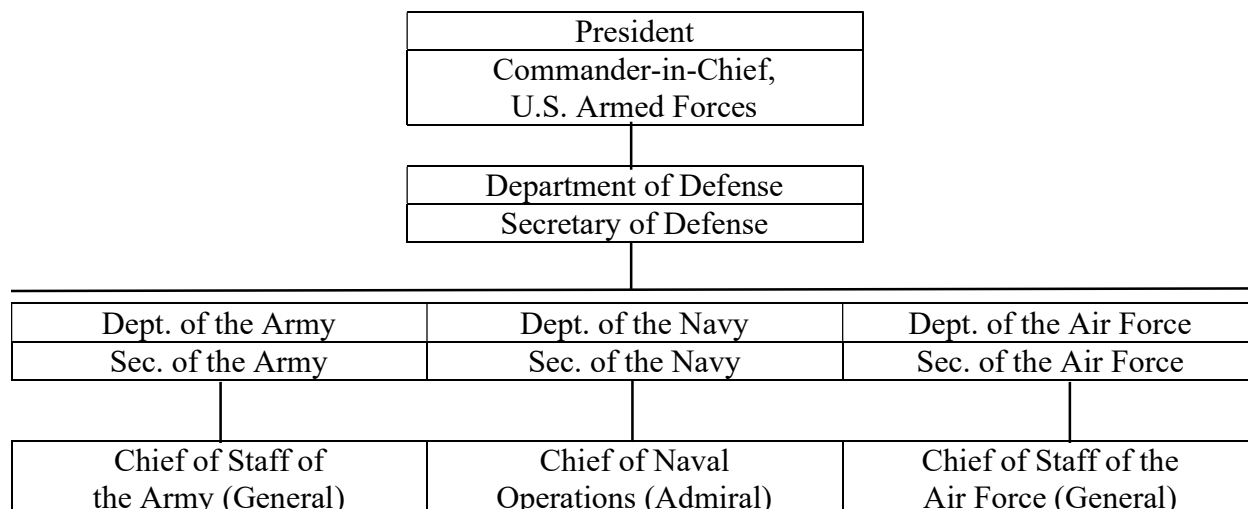 President
Commander-in-Chief,
U.S. Armed Forces
Department of Defense
Secretary of Defense
Dept. of the Army
Dept. of the Navy
Dept. of the Air Force
Sec. of the Army
Sec. of the Navy
Sec. of the Air Force
Chief of Staff of
the Army (General)
Chief of Naval
Operations (Admiral)
Chief of Staff of the
Air Force (General)